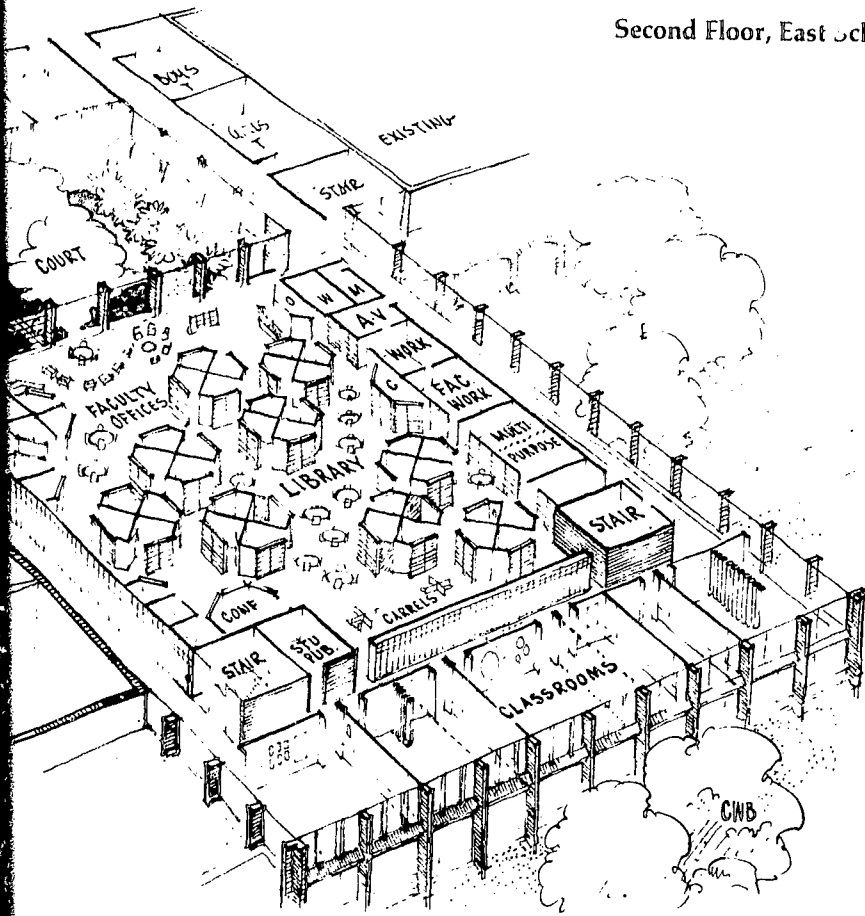 Second Floor, East
BOYS
T
T
EXISTING
STAIR
COURT
O
W
M
A-V
WORK
C
FAC.
WORK
FACULTY
OFFICES
MULTI
PURPOSE
LIBRARY
STAIR
CARRELS
CONF
STU
PUB.
STAIR
CLASSROOMS
CWB